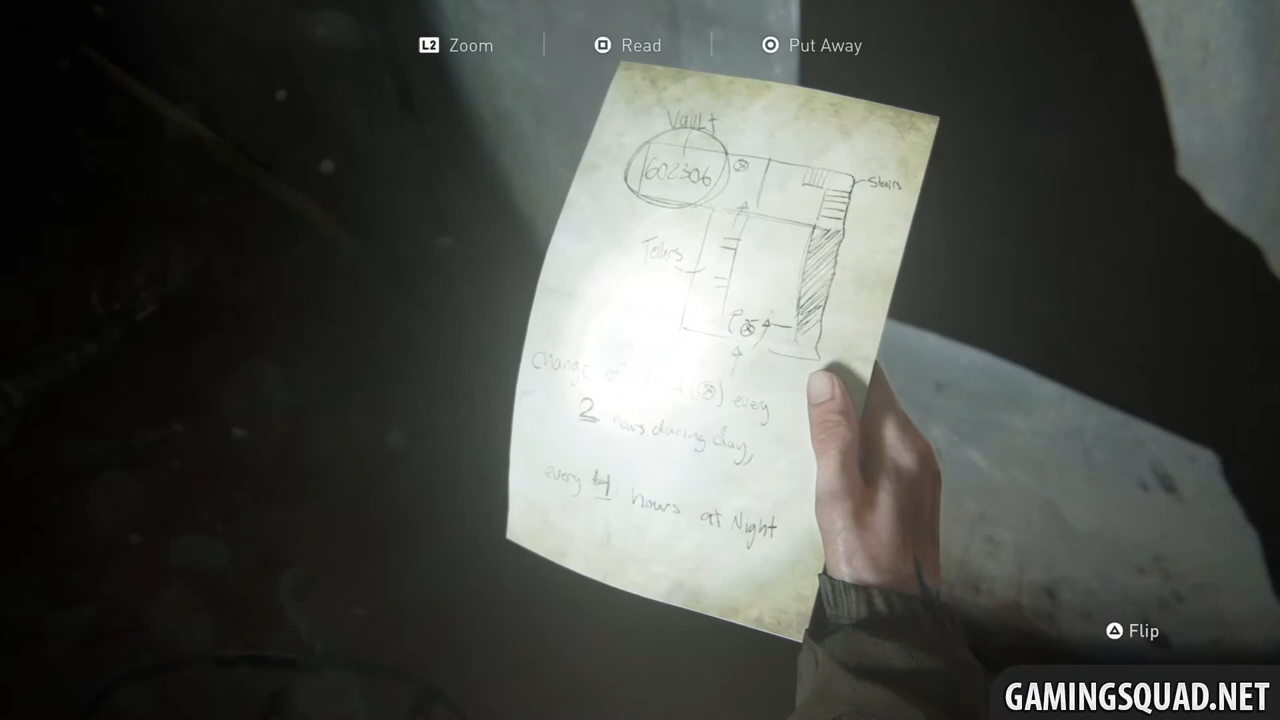 L2 Zoom
Read
Put Away
Vault
602306
Stairs
Tellers
Change of
every
2 hours during day,
every 4 hours at Night
Flip
GAMINGSQUAD.NET